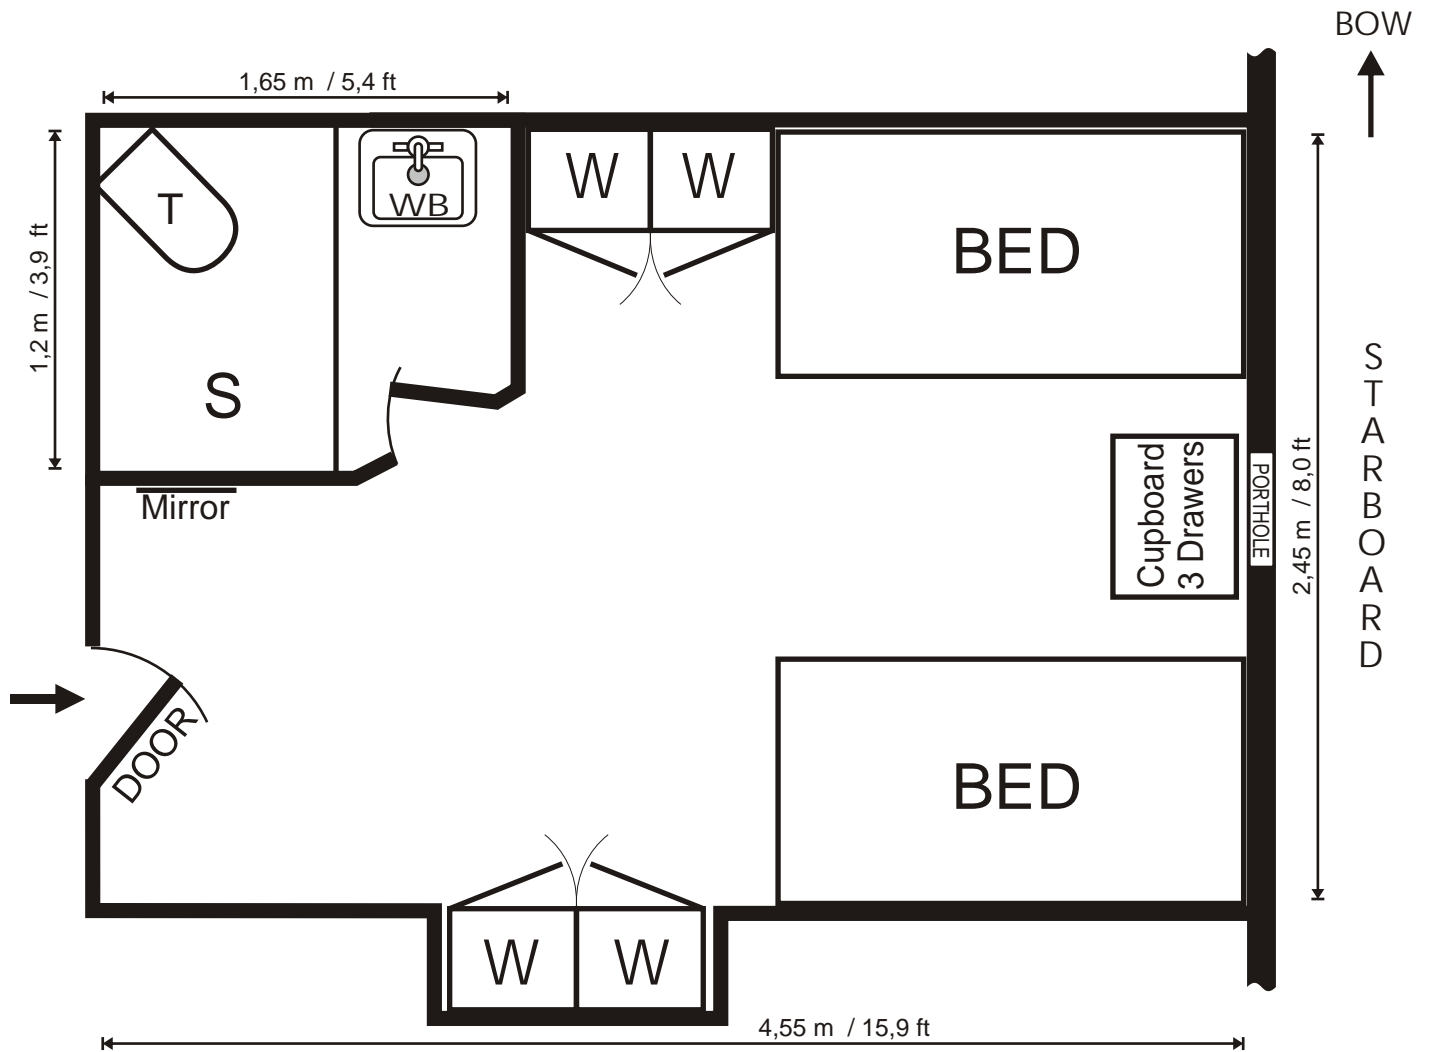 BOW
1,65 m / 5,4 ft
T
WB
W W
BED
1,2 m / 3,9 ft
S
STARBOARD
Mirror
Cupboard
3 Drawers
PORTHOLE
2,45 m / 8,0 ft
DOOR
BED
W W
4,55 m / 15,9 ft